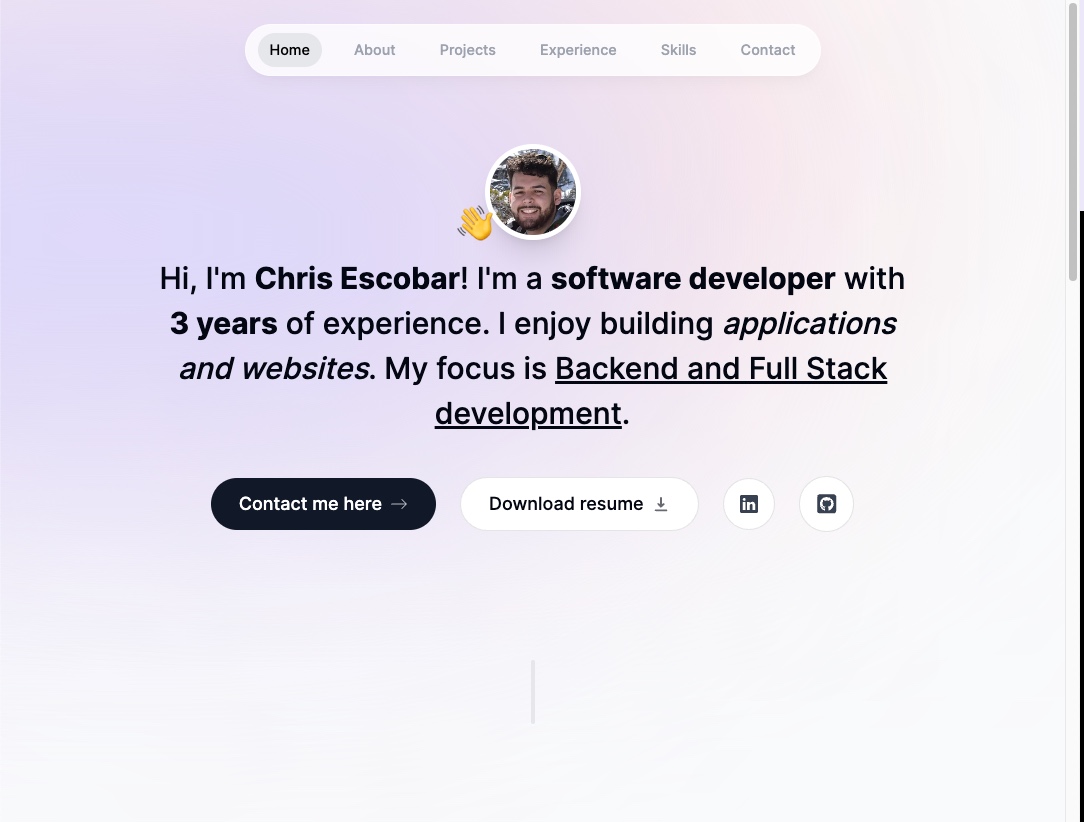 Home About Projects Experience Skills Contact
Hi, I'm Chris Escobar! I'm a software developer with
3 years of experience. I enjoy building applications
and websites. My focus is Backend and Full Stack
development.
Contact me here Download resume in